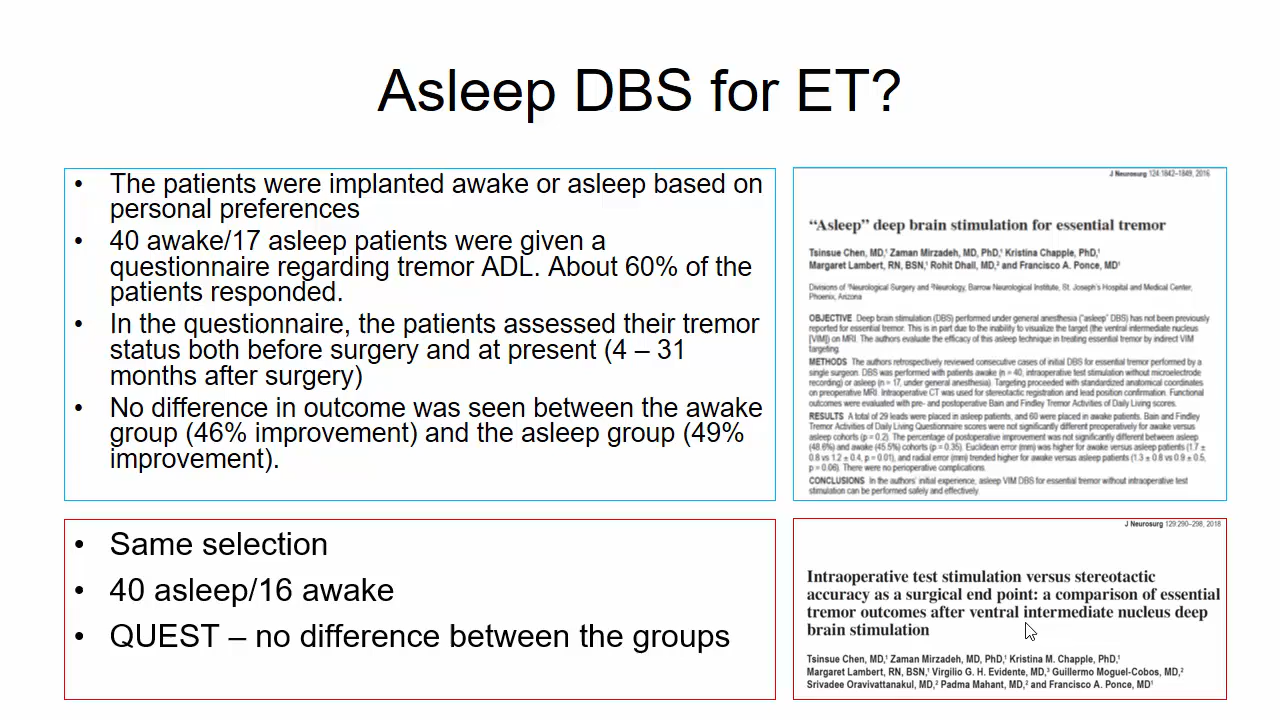 Asleep DBS for ET?
• The patients were implanted awake or asleep based on
personal preferences
• 40 awake/17 asleep patients were given a
questionnaire regarding tremor ADL. About 60% of the
patients responded.
• In the questionnaire, the patients assessed their tremor
status both before surgery and at present (4 – 31
months after surgery)
• No difference in outcome was seen between the awake
group (46% improvement) and the asleep group (49%
improvement).
J Neurosurg 124:1842–1849, 2016
“Asleep” deep brain stimulation for essential tremor
Tsinsue Chen, MD,¹ Zaman Mirzadeh, MD, PhD,¹ Kristina Chapple, PhD,¹
Margaret Lambert, RN, BSN,¹ Rohit Dhall, MD,² and Francisco A. Ponce, MD¹
Divisions of ¹Neurological Surgery and ²Neurology, Barrow Neurological Institute, St. Joseph's Hospital and Medical Center,
Phoenix, Arizona
OBJECTIVE Deep brain stimulation (DBS) performed under general anesthesia (“asleep” DBS) has not been previously
reported for essential tremor. This is in part due to the inability to visualize the target (the ventral intermediate nucleus
[VIM]) on MRI. The authors evaluate the efficacy of this asleep technique in treating essential tremor by indirect VIM
targeting.
METHODS The authors retrospectively reviewed consecutive cases of initial DBS for essential tremor performed by a
single surgeon. DBS was performed with patients awake (n = 40, intraoperative test stimulation without microelectrode
recording) or asleep (n = 17, under general anesthesia). Targeting proceeded with standardized anatomical coordinates
on preoperative MRI. Intraoperative CT was used for stereotactic registration and lead position confirmation. Functional
outcomes were evaluated with pre- and postoperative Bain and Findley Tremor Activities of Daily Living scores.
RESULTS A total of 29 leads were placed in asleep patients, and 60 were placed in awake patients. Bain and Findley
Tremor Activities of Daily Living Questionnaire scores were not significantly different preoperatively for awake versus
asleep cohorts (p = 0.2). The percentage of postoperative improvement was not significantly different between asleep
(48.6%) and awake (45.5%) cohorts (p = 0.35). Euclidean error (mm) was higher for awake versus asleep patients (1.7 ±
0.8 vs 1.2 ± 0.4, p = 0.01), and radial error (mm) trended higher for awake versus asleep patients (1.3 ± 0.8 vs 0.9 ± 0.5,
p = 0.06). There were no perioperative complications.
CONCLUSIONS In the authors' initial experience, asleep VIM DBS for essential tremor without intraoperative test
stimulation can be performed safely and effectively.
• Same selection
• 40 asleep/16 awake
• QUEST – no difference between the groups
J Neurosurg 129:290–298, 2018
Intraoperative test stimulation versus stereotactic
accuracy as a surgical end point: a comparison of essential
tremor outcomes after ventral intermediate nucleus deep
brain stimulation
Tsinsue Chen, MD,¹ Zaman Mirzadeh, MD, PhD,¹ Kristina M. Chapple, PhD,¹
Margaret Lambert, RN, BSN,¹ Virgilio G. H. Evidente, MD,³ Guillermo Moguel-Cobos, MD,²
Srivadee Oravivattanakul, MD,² Padma Mahant, MD,² and Francisco A. Ponce, MD¹